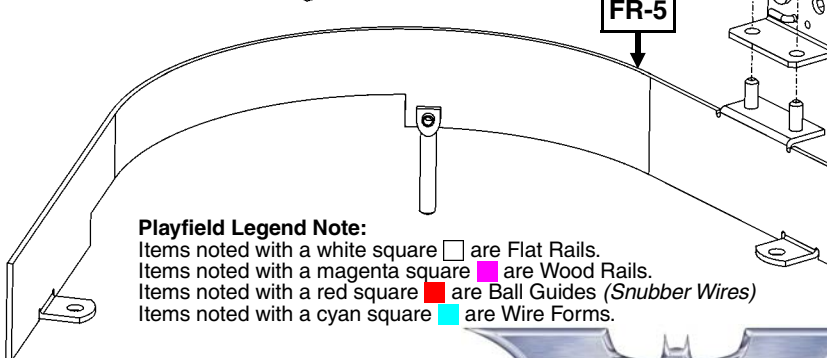 FR-5
Playfield Legend Note:
Items noted with a white square are Flat Rails.
Items noted with a magenta square are Wood Rails.
Items noted with a red square are Ball Guides (Snubber Wires)
Items noted with a cyan square are Wire Forms.